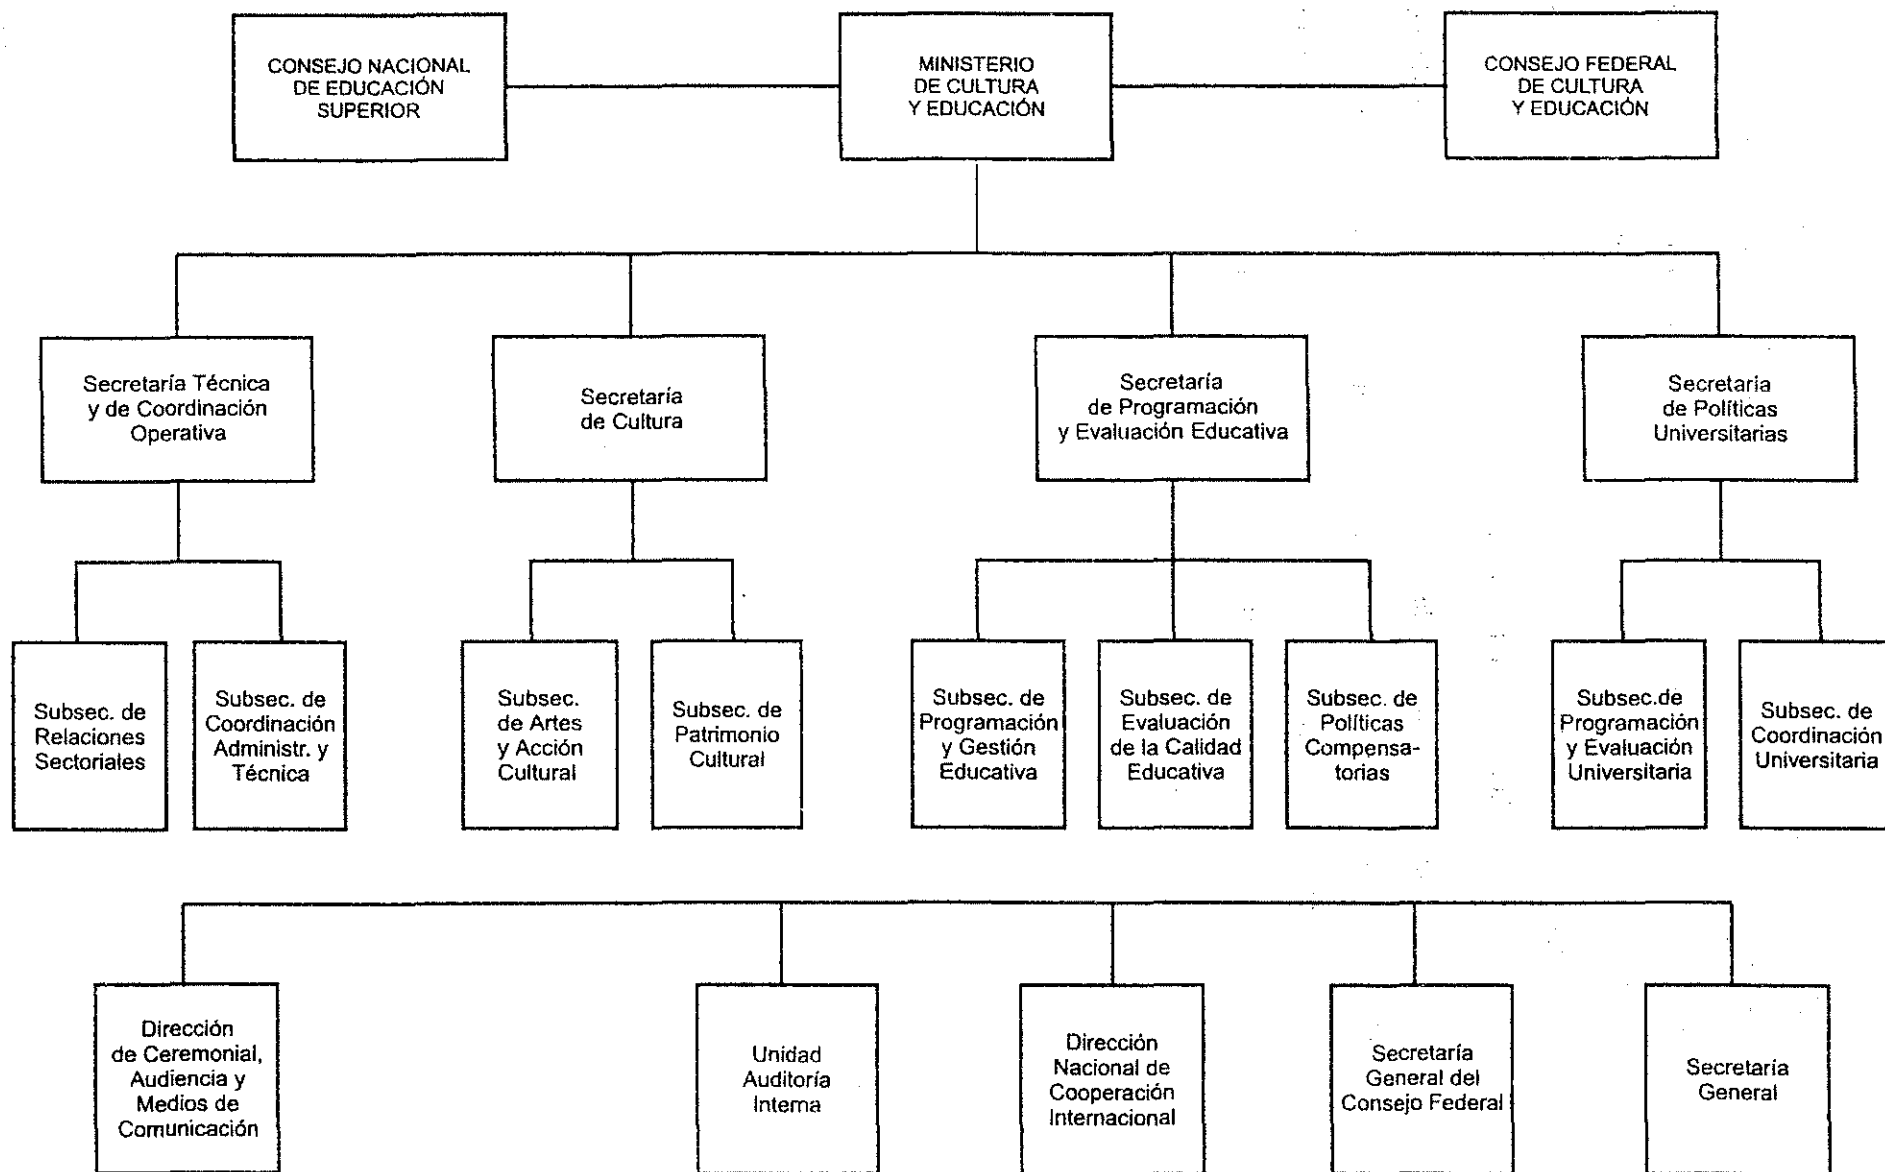 CONSEJO NACIONAL
DE EDUCACIÓN
SUPERIOR
MINISTERIO
DE CULTURA
Y EDUCACIÓN
CONSEJO FEDERAL
DE CULTURA
Y EDUCACIÓN
Secretaría Técnica
y de Coordinación
Operativa
Secretaría
de Cultura
Secretaría
de Programación
y Evaluación Educativa
Secretaria
de Políticas
Universitarias
Subsec. de
Relaciones
Sectoriales
Subsec. de
Coordinación
Administr. y
Técnica
Subsec.
de Artes
y Acción
Cultural
Subsec. de
Patrimonio
Cultural
Subsec. de
Programación
y Gestión
Educativa
Subsec. de
Evaluación
de la Calidad
Educativa
Subsec. de
Políticas
Compensa-
torias
Subsec.de
Programación
y Evaluación
Universitaria
Subsec. de
Coordinación
Universitaria
Dirección
de Ceremonial,
Audiencia y
Medios de
Comunicación
Unidad
Auditoría
Interna
Dirección
Nacional de
Cooperación
Internacional
Secretaría
General del
Consejo Federal
Secretaría
General